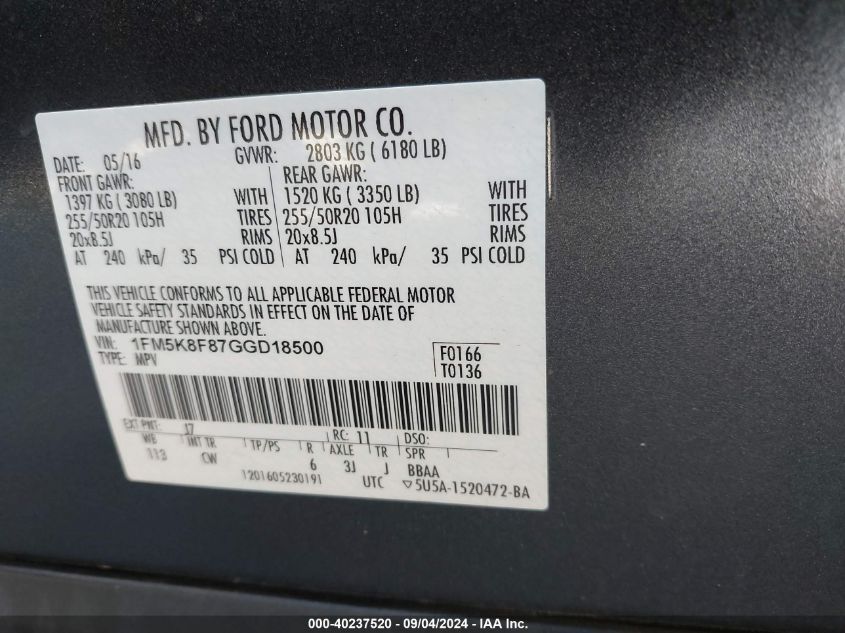 MFD. BY FORD MOTOR CO.
DATE: 05/16 GVWR: 2803 KG ( 6180 LB)
FRONT GAWR: REAR GAWR:
1397 KG ( 3080 LB) WITH 1520 KG ( 3350 LB) WITH
255/50R20 105H TIRES 255/50R20 105H TIRES
20x8.5J RIMS 20x8.5J RIMS
AT 240 kPa/ 35 PSI COLD AT 240 kPa/ 35 PSI COLD
THIS VEHICLE CONFORMS TO ALL APPLICABLE FEDERAL MOTOR
VEHICLE SAFETY STANDARDS IN EFFECT ON THE DATE OF
MANUFACTURE SHOWN ABOVE.
VIN: 1FM5K8F87GGD18500 F0166
TYPE: MPV T0136
EXT PNT: J7 RC: 11 DSO:
WB INT TR TP/PS R AXLE TR SPR
113 CW 6 3J J BBAA
1201605230191 UTC ▽5U5A-1520472-BA
000-40237520 - 09/04/2024 - IAA Inc.